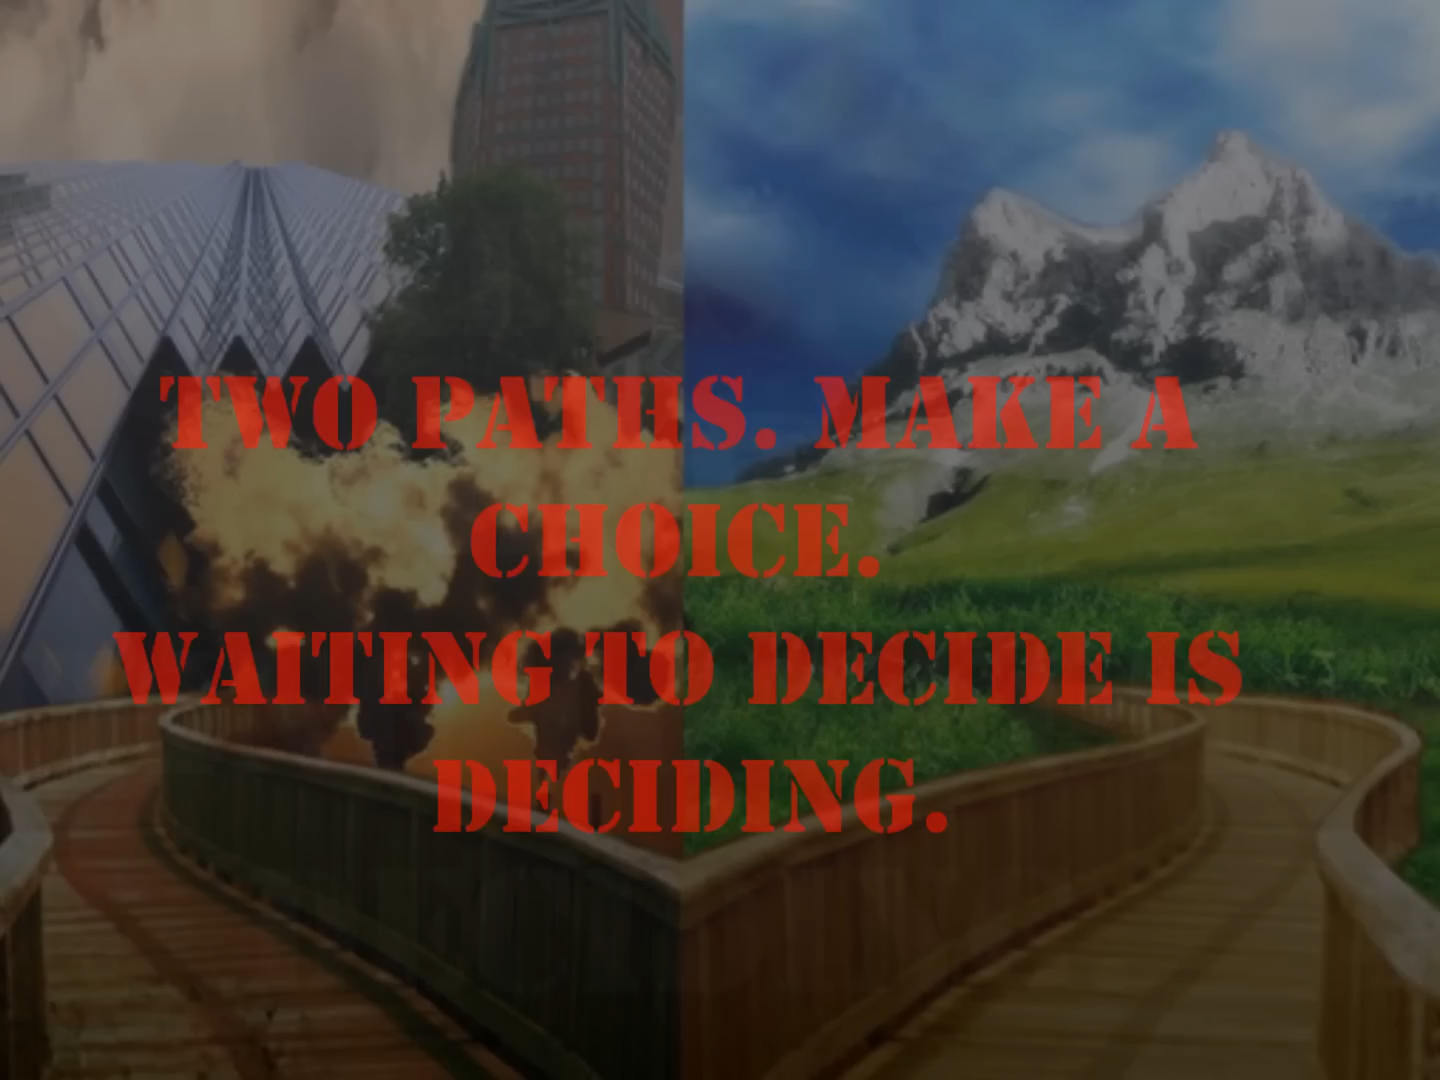 TWO PATHS. MAKE A
CHOICE.
WAITING TO DECIDE IS
DECIDING.